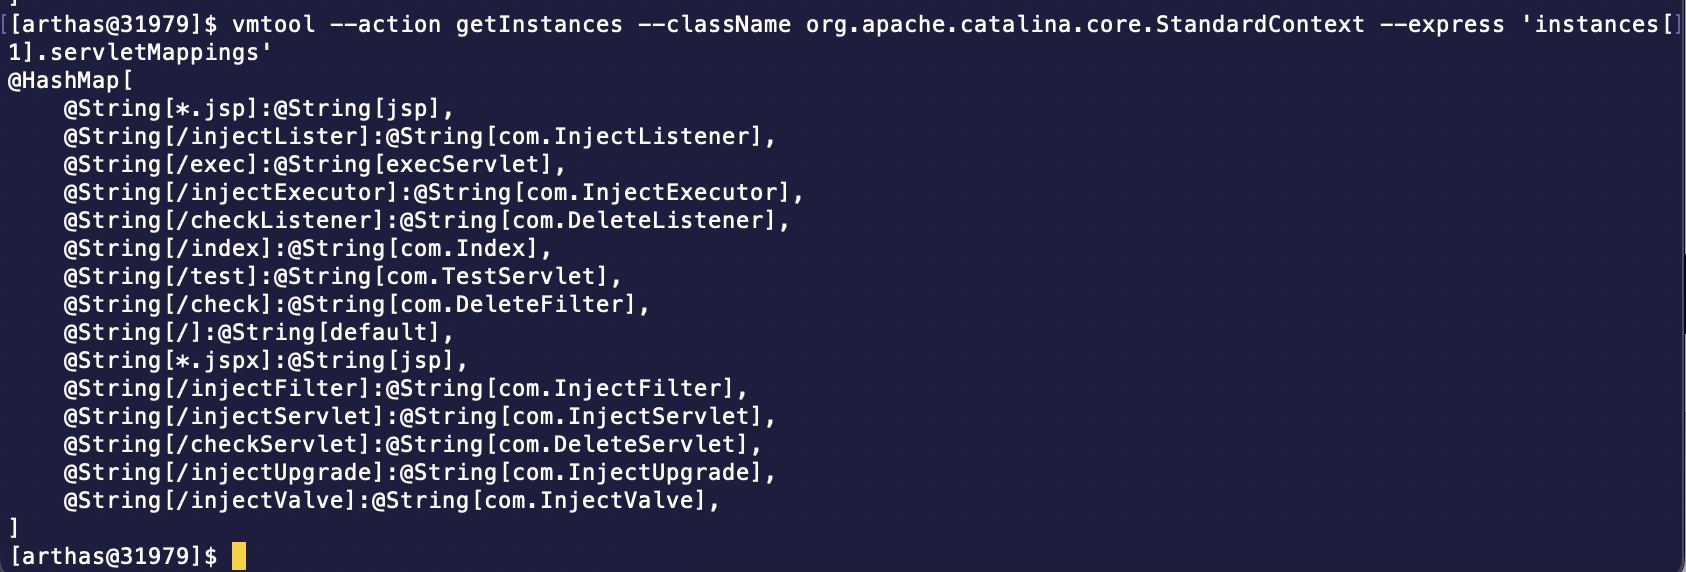 ]
[[arthas@31979]$ vmtool --action getInstances --className org.apache.catalina.core.StandardContext --express 'instances[]
1].servletMappings'
@HashMap[
    @String[*.jsp]:@String[jsp],
    @String[/injectLister]:@String[com.InjectListener],
    @String[/exec]:@String[execServlet],
    @String[/injectExecutor]:@String[com.InjectExecutor],
    @String[/checkListener]:@String[com.DeleteListener],
    @String[/index]:@String[com.Index],
    @String[/test]:@String[com.TestServlet],
    @String[/check]:@String[com.DeleteFilter],
    @String[/]:@String[default],
    @String[*.jspx]:@String[jsp],
    @String[/injectFilter]:@String[com.InjectFilter],
    @String[/injectServlet]:@String[com.InjectServlet],
    @String[/checkServlet]:@String[com.DeleteServlet],
    @String[/injectUpgrade]:@String[com.InjectUpgrade],
    @String[/injectValve]:@String[com.InjectValve],
]
[arthas@31979]$